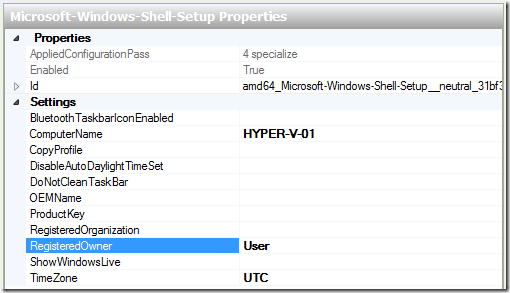 Microsoft-Windows-Shell-Setup Properties
Properties
AppliedConfigurationPass 4 specialize
Enabled True
Id amd64_Microsoft-Windows-Shell-Setup__neutral_31bf3
Settings
BluetoothTaskbarIconEnabled
ComputerName HYPER-V-01
CopyProfile
DisableAutoDaylightTimeSet
DoNotCleanTaskBar
OEMName
ProductKey
RegisteredOrganization
RegisteredOwner User
ShowWindowsLive
TimeZone UTC